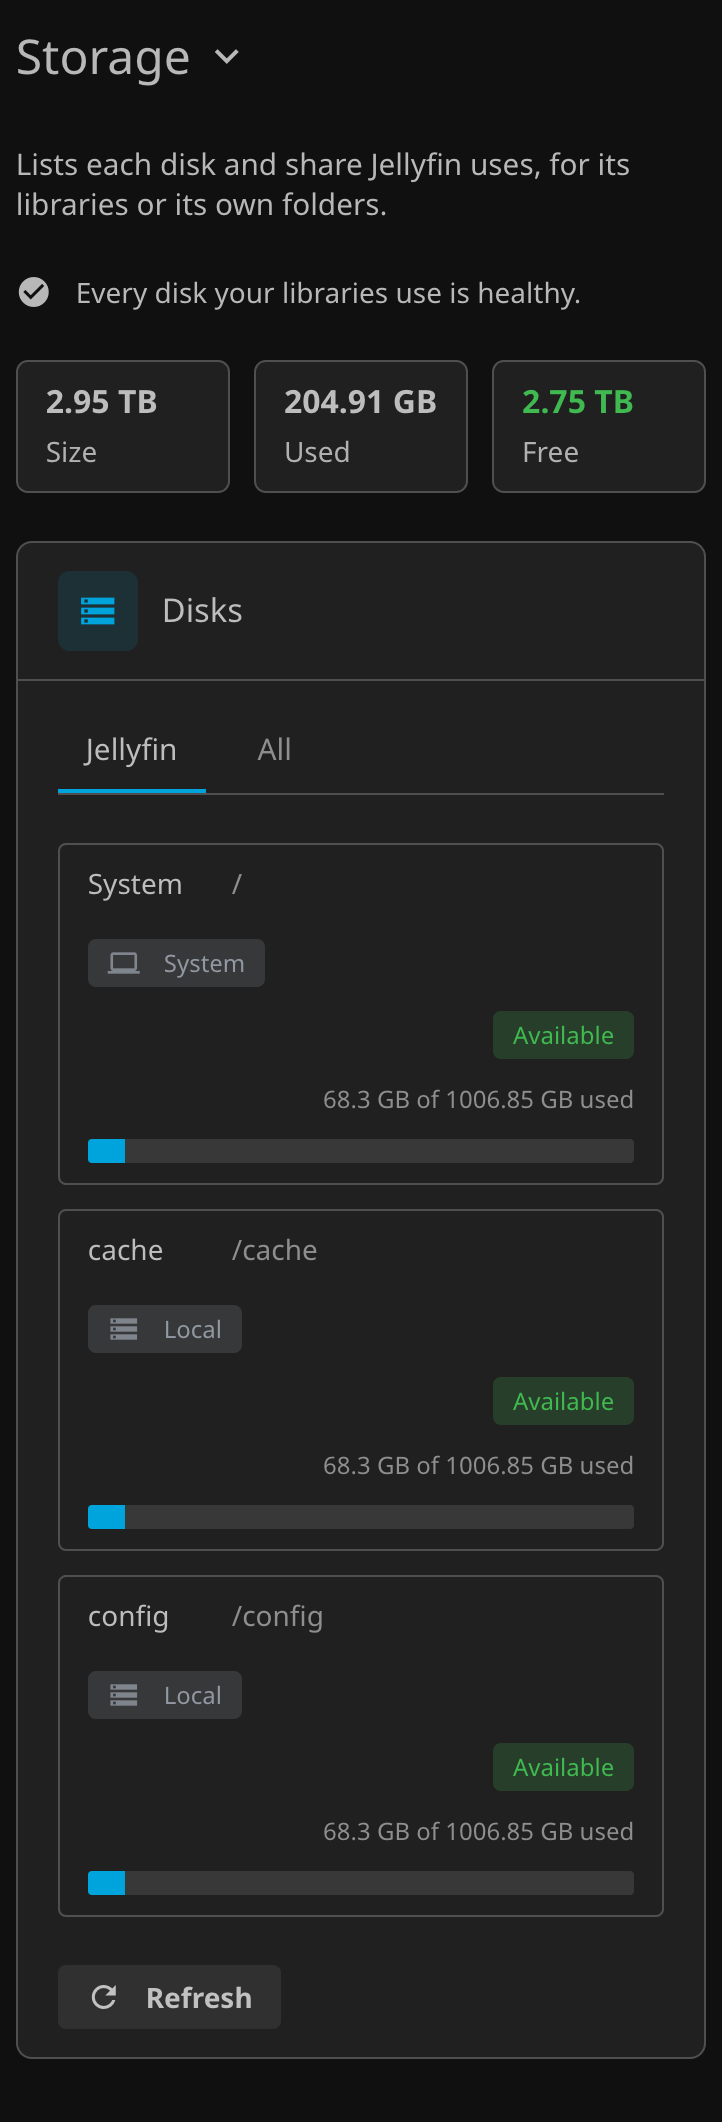 Storage
Lists each disk and share Jellyfin uses, for its
libraries or its own folders.
Every disk your libraries use is healthy.
2.95 TB
Size
204.91 GB
Used
2.75 TB
Free
Disks
Jellyfin
All
System /
System
Available
68.3 GB of 1006.85 GB used
cache /cache
Local
Available
68.3 GB of 1006.85 GB used
config /config
Local
Available
68.3 GB of 1006.85 GB used
Refresh